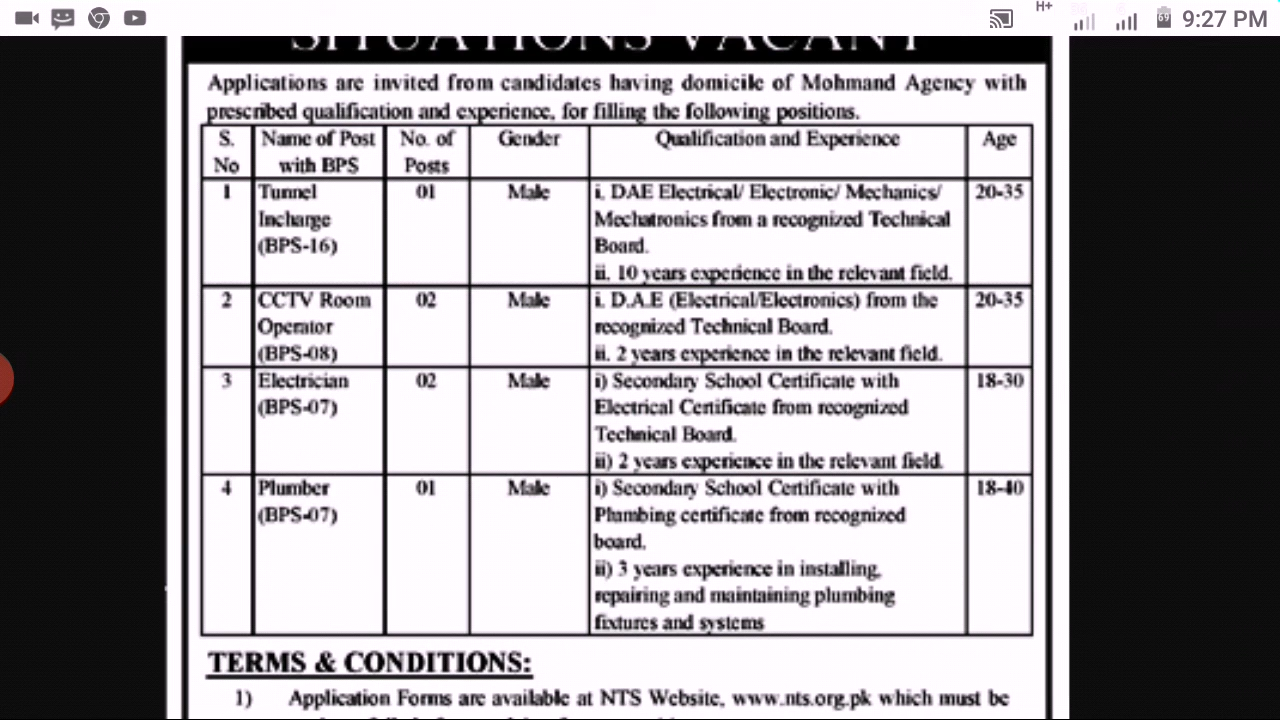 H+
69
9:27 PM
SITUATIONS VACANT
Applications are invited from candidates having domicile of Mohmand Agency with
prescribed qualification and experience, for filling the following positions.
S. No
Name of Post with BPS
No. of Posts
Gender
Qualification and Experience
Age
1
Tunnel
Incharge
(BPS-16)
01
Male
i. DAE Electrical/ Electronic/ Mechanics/
Mechatronics from a recognized Technical
Board.
ii. 10 years experience in the relevant field.
20-35
2
CCTV Room
Operator
(BPS-08)
02
Male
i. D.A.E (Electrical/Electronics) from the
recognized Technical Board.
ii. 2 years experience in the relevant field.
20-35
3
Electrician
(BPS-07)
02
Male
i) Secondary School Certificate with
Electrical Certificate from recognized
Technical Board.
ii) 2 years experience in the relevant field.
18-30
4
Plumber
(BPS-07)
01
Male
i) Secondary School Certificate with
Plumbing certificate from recognized
board.
ii) 3 years experience in installing,
repairing and maintaining plumbing
fixtures and systems
18-40
TERMS & CONDITIONS:
1) Application Forms are available at NTS Website, www.nts.org.pk which must be